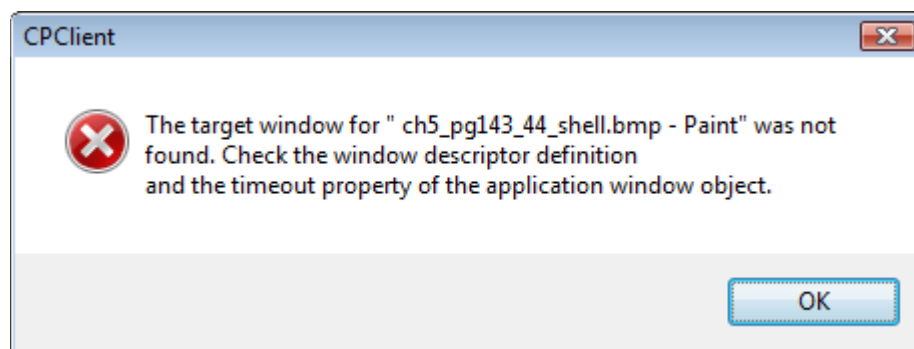 CPClient
The target window for " ch5_pg143_44_shell.bmp - Paint" was not
found. Check the window descriptor definition
and the timeout property of the application window object.
OK